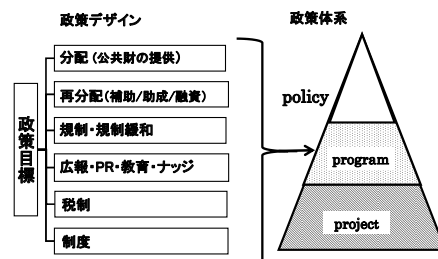 政策デザイン
政策目標
分配（公共財の提供）
再分配（補助/助成/融資）
規制・規制緩和
広報・PR・教育・ナッジ
税制
制度
政策体系
policy
program
project